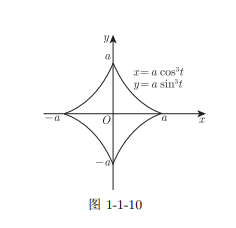 y
a
x = a cos³t
y = a sin³t
−a O a x
−a
图 1-1-10